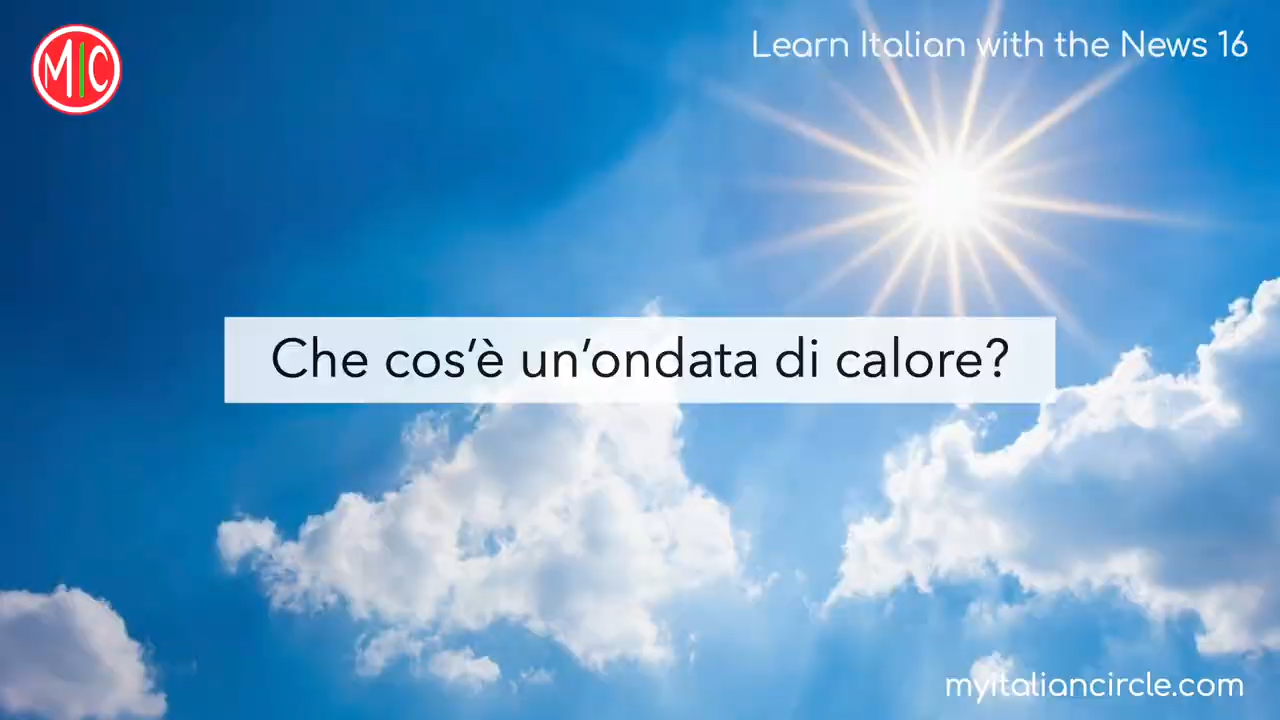 MIC
Learn Italian with the News 16
Che cos’è un’ondata di calore?
myitaliancircle.com